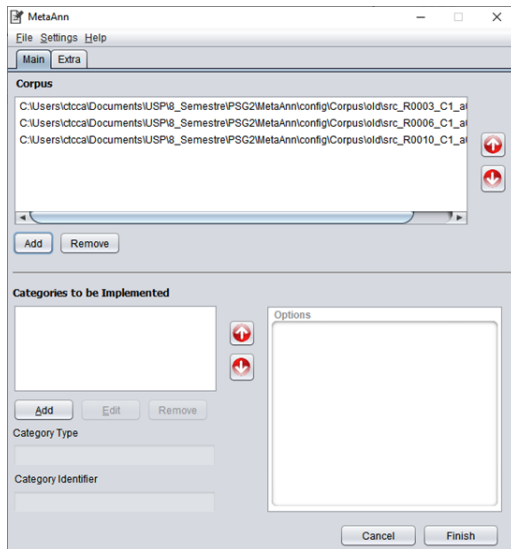 MetaAnn
File Settings Help
Main Extra
Corpus
C:\Users\ctcca\Documents\USP\8_Semestre\PSG2\MetaAnn\config\Corpus\old\src_R0003_C1_a
C:\Users\ctcca\Documents\USP\8_Semestre\PSG2\MetaAnn\config\Corpus\old\src_R0006_C1_a
C:\Users\ctcca\Documents\USP\8_Semestre\PSG2\MetaAnn\config\Corpus\old\src_R0010_C1_a
Add Remove
Categories to be Implemented
Options
Add Edit Remove
Category Type
Category Identifier
Cancel Finish